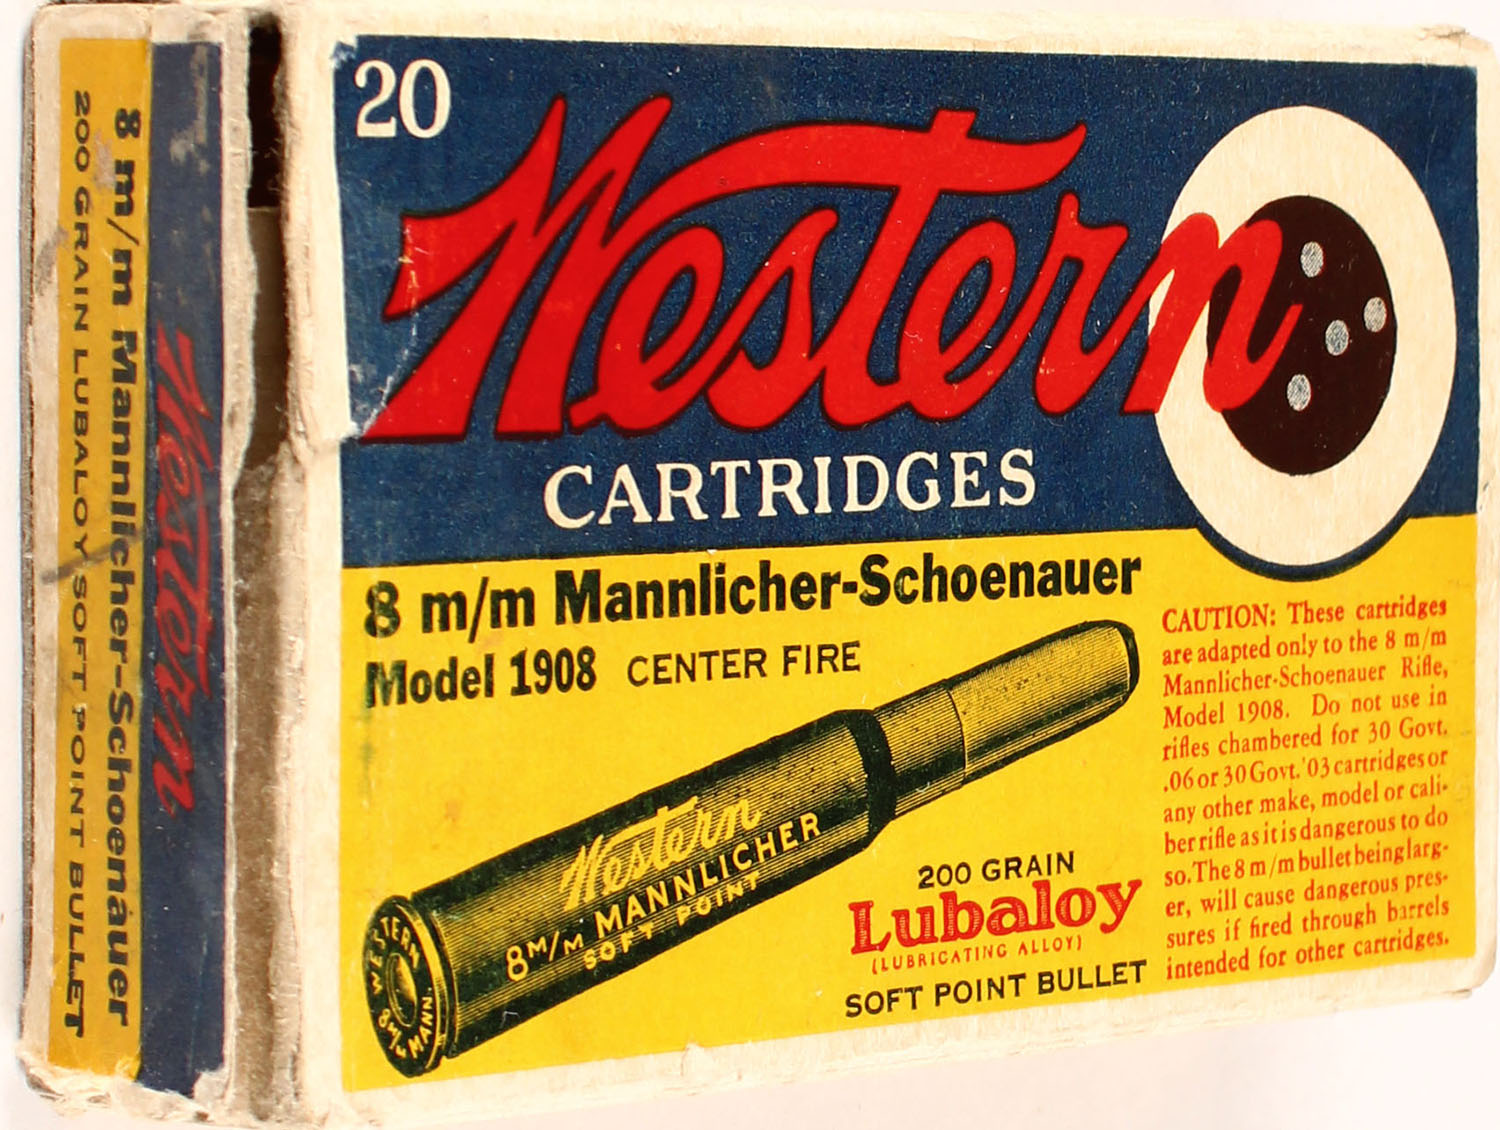 20
Western
CARTRIDGES
8 m/m Mannlicher-Schoenauer
Model 1908 CENTER FIRE
Western
8 M/M MANNLICHER
SOFT POINT
WESTERN
8 M/M MANN.
200 GRAIN
Lubaloy
(LUBRICATING ALLOY)
SOFT POINT BULLET
CAUTION: These cartridges
are adapted only to the 8 m/m
Mannlicher-Schoenauer Rifle,
Model 1908. Do not use in
rifles chambered for 30 Govt.
.06 or 30 Govt. '03 cartridges or
any other make, model or cali-
ber rifle as it is dangerous to do
so. The 8 m/m bullet being larg-
er, will cause dangerous pres-
sures if fired through barrels
intended for other cartridges.
Western
8 m/m Mannlicher-Schoenauer
200 GRAIN LUBALOY SOFT POINT BULLET